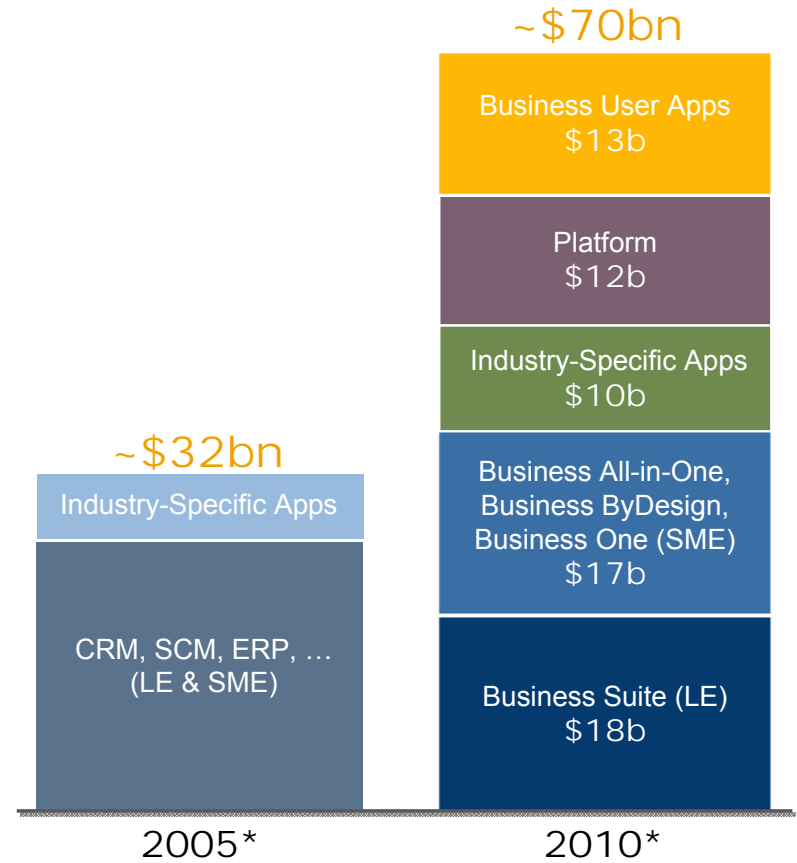 ~$70bn
Business User Apps
$13b
Platform
$12b
Industry-Specific Apps
$10b
Business All-in-One,
Business ByDesign,
Business One (SME)
$17b
Business Suite (LE)
$18b
~$32bn
Industry-Specific Apps
CRM, SCM, ERP, …
(LE & SME)
2005*
2010*